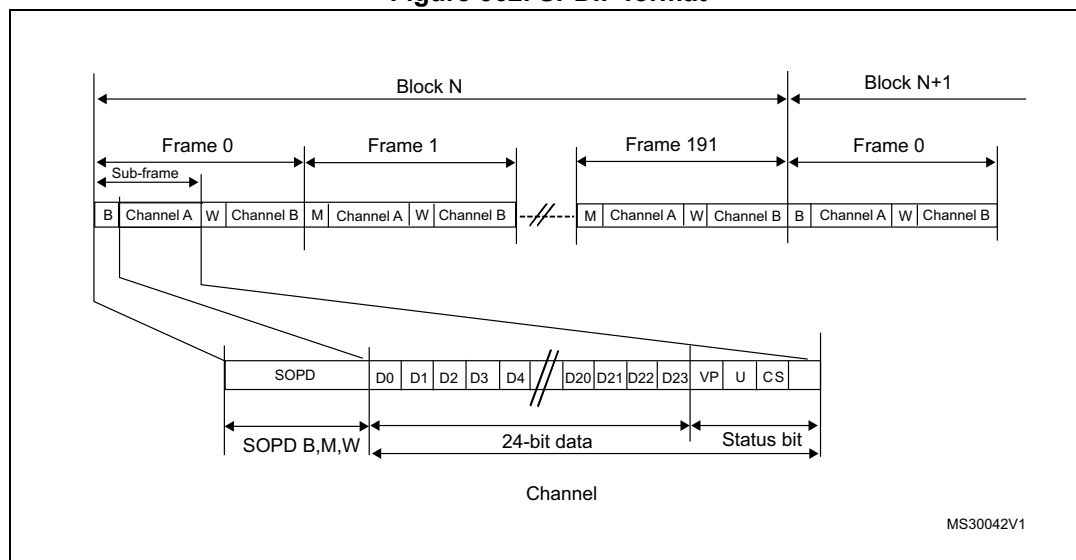 Block N
Block N+1
Frame 0
Frame 1
Frame 191
Frame 0
Sub-frame
B Channel A W Channel B M Channel A W Channel B M Channel A W Channel B B Channel A W Channel B
SOPD D0 D1 D2 D3 D4 D20 D21 D22 D23 VP U CS
SOPD B,M,W
24-bit data
Status bit
Channel
MS30042V1